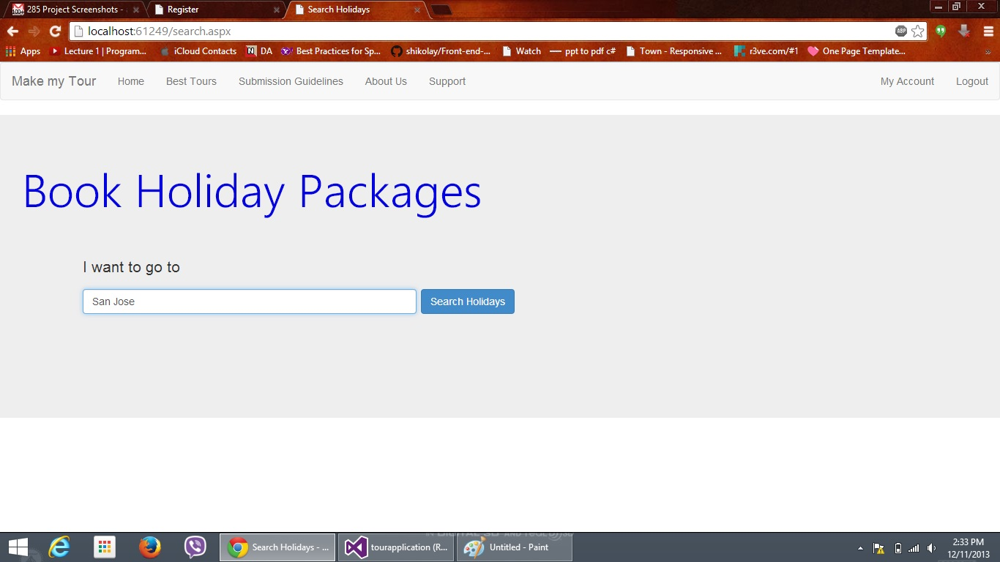 285 Project Screenshots -
Register
Search Holidays
localhost:61249/search.aspx
ABP
Apps
Lecture 1 | Program...
iCloud Contacts
N DA
Best Practices for Sp...
shikolay/Front-end-...
Watch
ppt to pdf c#
Town - Responsive ...
r3ve.com/#1
One Page Template...
»
Make my Tour
Home
Best Tours
Submission Guidelines
About Us
Support
My Account
Logout
Book Holiday Packages
I want to go to
San Jose
Search Holidays
Search Holidays - ...
tourapplication (R...
Untitled - Paint
2:33 PM
12/11/2013